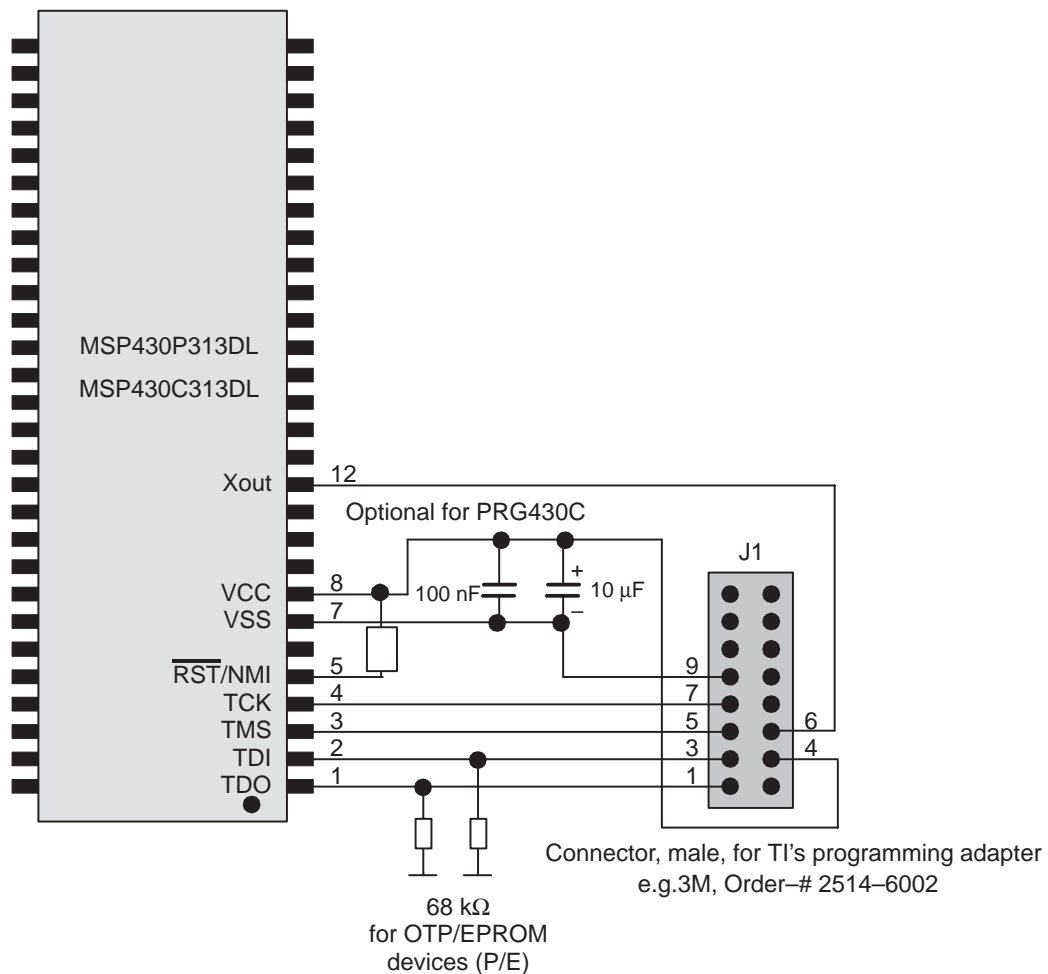 MSP430P313DL
MSP430C313DL
Xout
12
Optional for PRG430C
J1
VCC
8
100 nF
+
10 μF
–
VSS
7
RST/NMI
5
9
TCK
4
7
TMS
3
5
6
TDI
2
3
4
TDO
1
1
Connector, male, for TI's programming adapter
e.g.3M, Order–# 2514–6002
68 kΩ
for OTP/EPROM
devices (P/E)